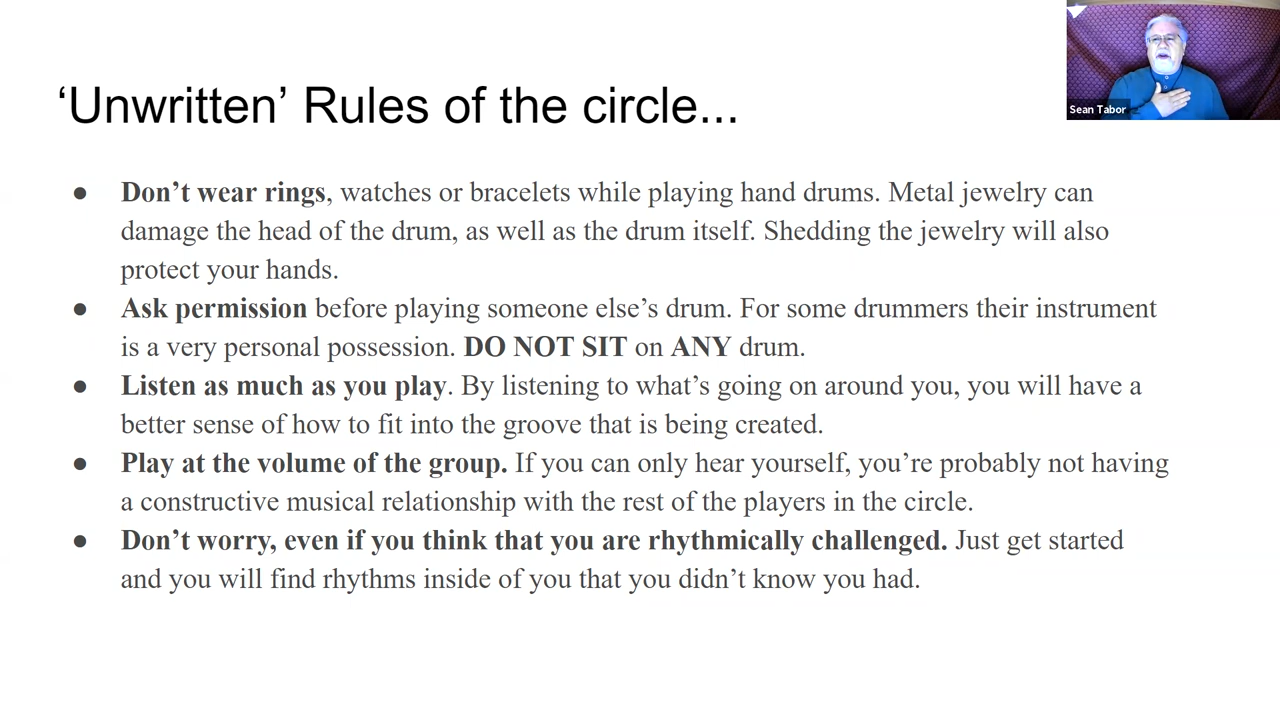 ‘Unwritten’ Rules of the circle...
Sean Tabor
● Don’t wear rings, watches or bracelets while playing hand drums. Metal jewelry can
damage the head of the drum, as well as the drum itself. Shedding the jewelry will also
protect your hands.
● Ask permission before playing someone else’s drum. For some drummers their instrument
is a very personal possession. DO NOT SIT on ANY drum.
● Listen as much as you play. By listening to what’s going on around you, you will have a
better sense of how to fit into the groove that is being created.
● Play at the volume of the group. If you can only hear yourself, you’re probably not having
a constructive musical relationship with the rest of the players in the circle.
● Don’t worry, even if you think that you are rhythmically challenged. Just get started
and you will find rhythms inside of you that you didn’t know you had.